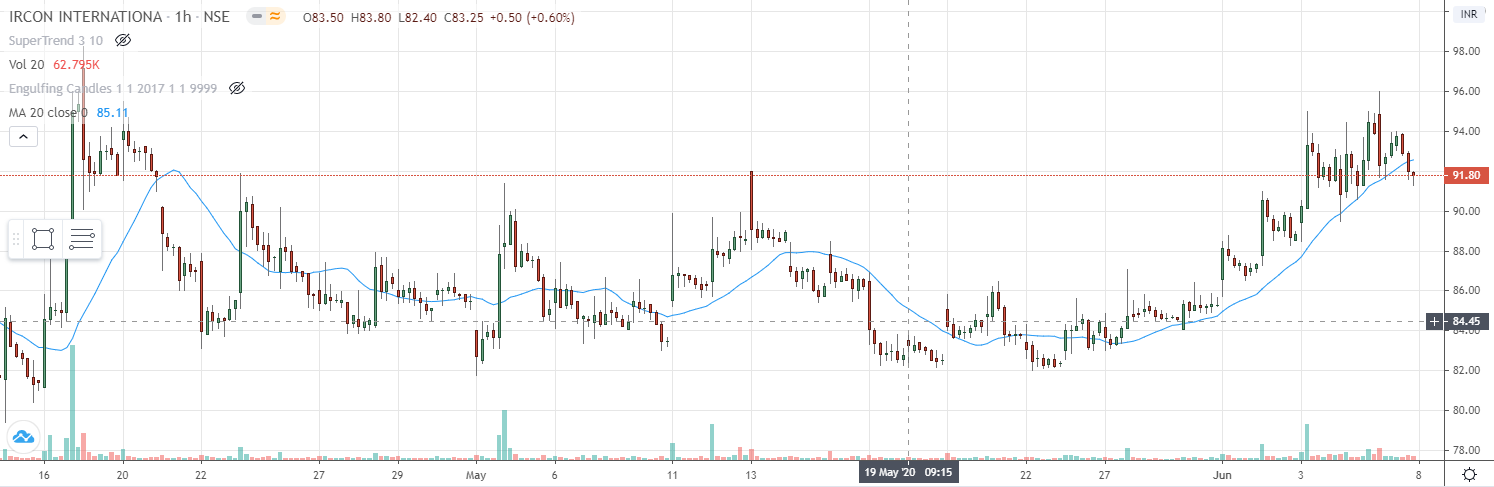 IRCON INTERNATIONA · 1h · NSE O83.50 H83.80 L82.40 C83.25 +0.50 (+0.60%)
INR
SuperTrend 3 10
Vol 20 62.795K
Engulfing Candles 1 1 2017 1 1 9999
MA 20 close 0 85.11
98.00
96.00
94.00
91.80
90.00
88.00
86.00
84.45
84.00
82.00
80.00
78.00
16 20 22 27 29 May 5 6 11 13 19 May '20 09:15 22 27 Jun 3 8